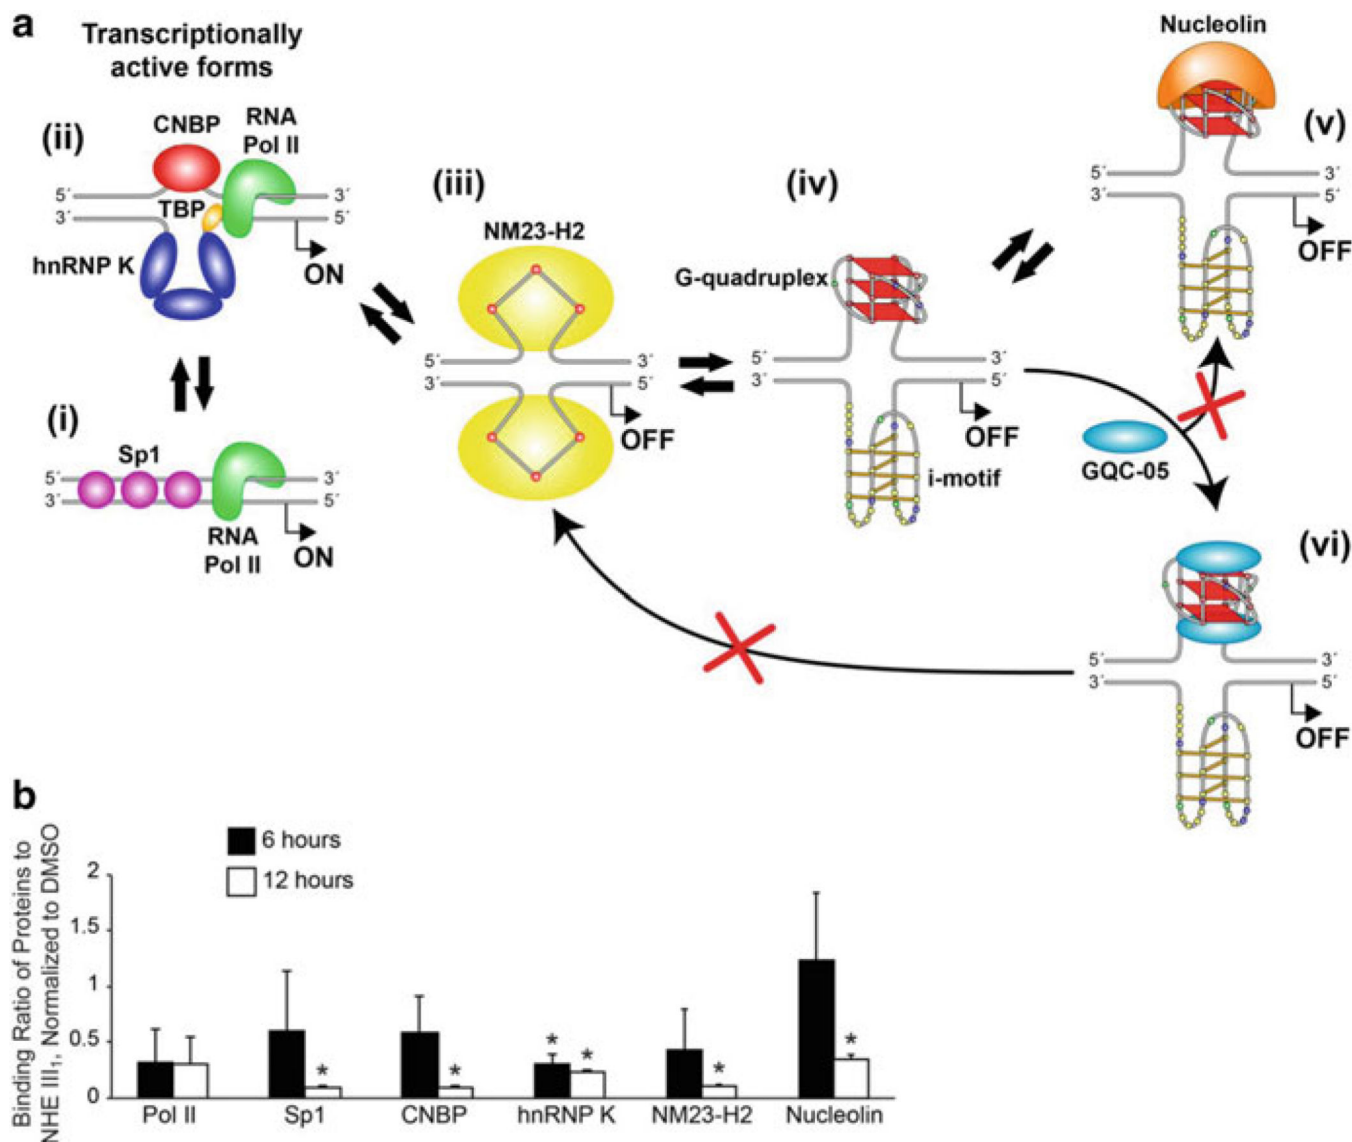 a
Transcriptionally
active forms
(ii)
CNBP
RNA
Pol II
5´
3´
TBP
3´
5´
hnRNP K
ON
(i)
Sp1
5´
3´
3´
5´
RNA
Pol II
ON
(iii)
NM23-H2
5´
3´
3´
5´
OFF
(iv)
G-quadruplex
5´
3´
3´
5´
OFF
i-motif
Nucleolin
(v)
5´
3´
3´
5´
OFF
GQC-05
(vi)
5´
3´
3´
5´
OFF
b
6 hours
12 hours
Binding Ratio of Proteins to
NHE III1, Normalized to DMSO
2
1.5
1
0.5
0
* * * * * *
Pol II Sp1 CNBP hnRNP K NM23-H2 Nucleolin